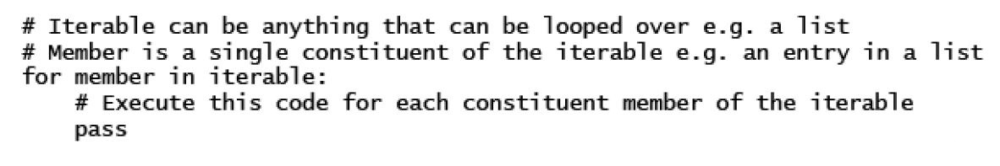 # Iterable can be anything that can be looped over e.g. a list
# Member is a single constituent of the iterable e.g. an entry in a list
for member in iterable:
    # Execute this code for each constituent member of the iterable
    pass